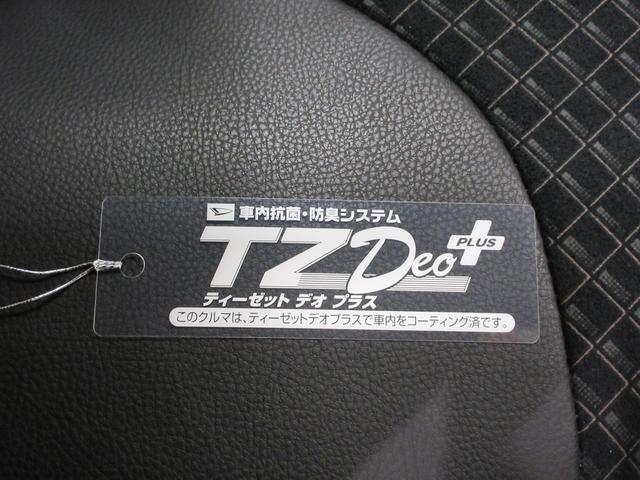 車内抗菌・防臭システム
TZ Deo PLUS
ティーゼット デオ プラス
このクルマは、ティーゼットデオプラスで車内をコーティング済です。